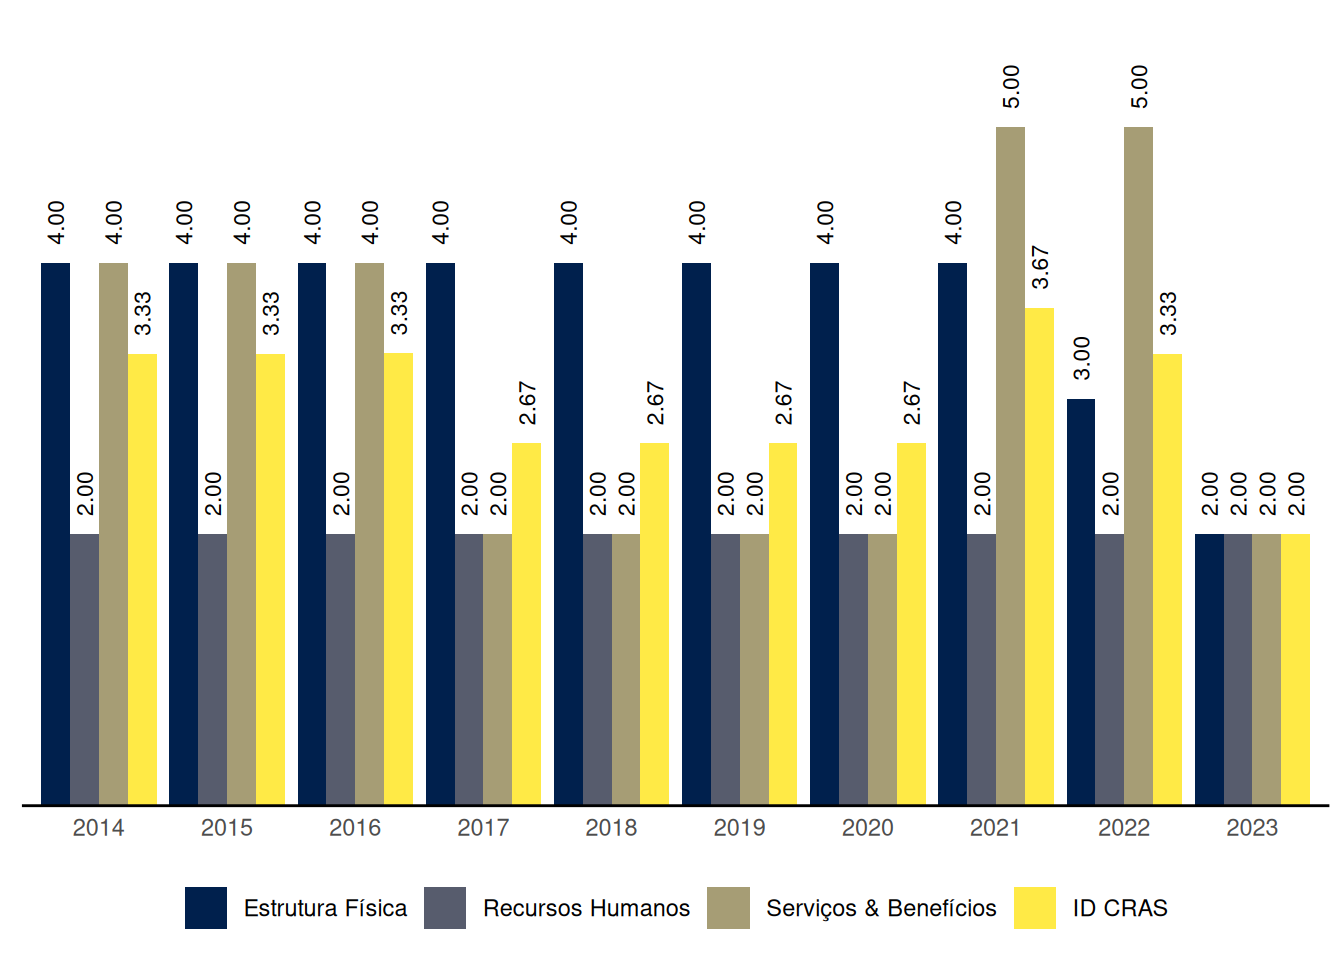 5.00 5.00
4.00 4.00 4.00 4.00 4.00 4.00 4.00 4.00 4.00 4.00 4.00
3.67
3.33 3.33 3.33 3.33
3.00
2.67 2.67 2.67 2.67
2.00 2.00 2.00 2.00 2.00 2.00 2.00 2.00 2.00 2.00 2.00 2.00 2.00 2.00 2.00 2.00 2.00
2014 2015 2016 2017 2018 2019 2020 2021 2022 2023
Estrutura Física Recursos Humanos Serviços & Benefícios ID CRAS